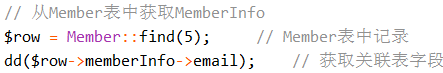 // 从Member表中获取MemberInfo
$row = Member::find(5);     // Member表中记录
dd($row->memberInfo->email);    // 获取关联表字段